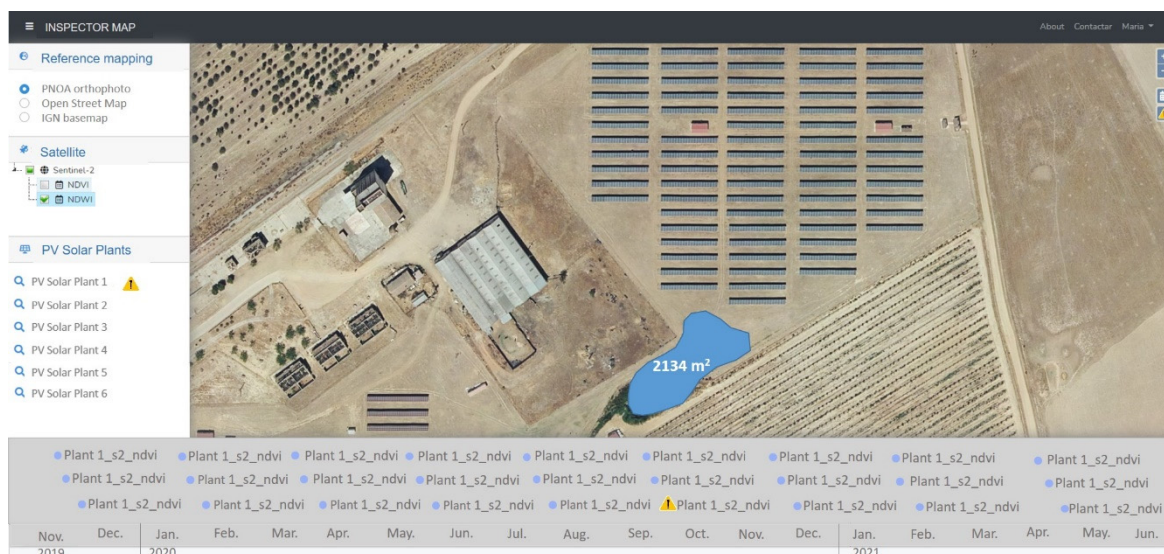 INSPECTOR MAP
About Contactar Maria
Reference mapping
PNOA orthophoto
Open Street Map
IGN basemap
Satellite
Sentinel-2
NDVI
NDWI
PV Solar Plants
PV Solar Plant 1
PV Solar Plant 2
PV Solar Plant 3
PV Solar Plant 4
PV Solar Plant 5
PV Solar Plant 6
2134 m²
Plant 1_s2_ndvi Plant 1_s2_ndvi Plant 1_s2_ndvi Plant 1_s2_ndvi Plant 1_s2_ndvi Plant 1_s2_ndvi Plant 1_s2_ndvi Plant 1_s2_ndvi Plant 1_s2_ndvi
Plant 1_s2_ndvi Plant 1_s2_ndvi Plant 1_s2_ndvi Plant 1_s2_ndvi Plant 1_s2_ndvi Plant 1_s2_ndvi Plant 1_s2_ndvi Plant 1_s2_ndvi Plant 1_s2_ndvi
Plant 1_s2_ndvi Plant 1_s2_ndvi Plant 1_s2_ndvi Plant 1_s2_ndvi Plant 1_s2_ndvi Plant 1_s2_ndvi Plant 1_s2_ndvi Plant 1_s2_ndvi Plant 1_s2_ndvi
Nov. Dec. Jan. Feb. Mar. Apr. May. Jun. Jul. Aug. Sep. Oct. Nov. Dec. Jan. Feb. Mar. Apr. May. Jun.
2019 2020 2021